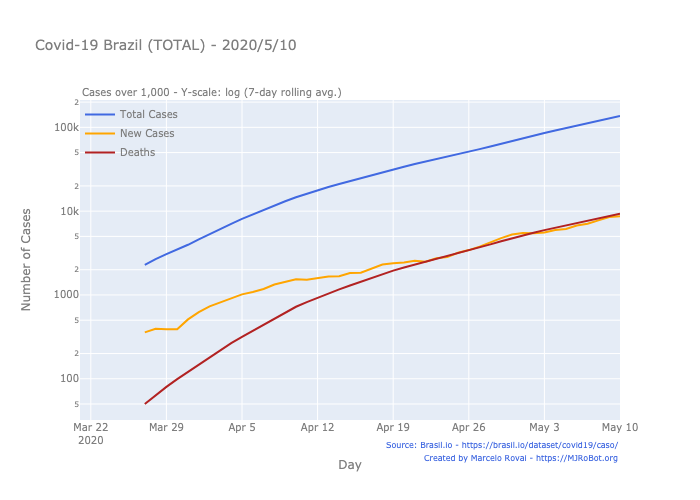 Covid-19 Brazil (TOTAL) - 2020/5/10
Cases over 1,000 - Y-scale: log (7-day rolling avg.)
Total Cases
New Cases
Deaths
2
100k
5
2
10k
5
2
1000
5
2
100
5
Number of Cases
Mar 22 Mar 29 Apr 5 Apr 12 Apr 19 Apr 26 May 3 May 10
2020
Day
Source: Brasil.io - https://brasil.io/dataset/covid19/caso/
Created by Marcelo Rovai - https://MJRoBot.org